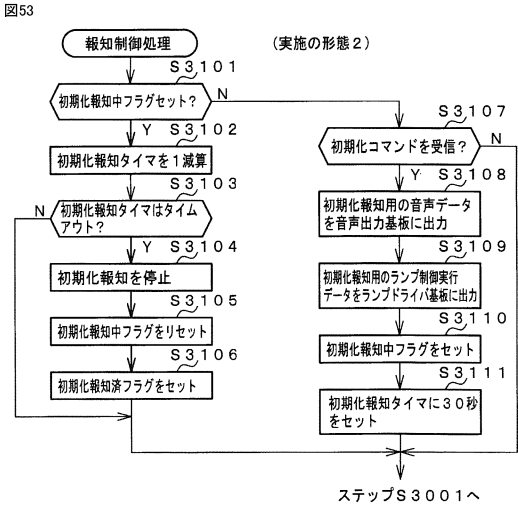 図53
報知制御処理
(実施の形態2)
S3101
初期化報知中フラグセット?
N
Y
S3102
初期化報知タイマを1減算
S3103
初期化報知タイマはタイム
アウト?
N
Y
S3104
初期化報知を停止
S3105
初期化報知中フラグをリセット
S3106
初期化報知済フラグをセット
S3107
初期化コマンドを受信?
N
Y
S3108
初期化報知用の音声データ
を音声出力基板に出力
S3109
初期化報知用のランプ制御実行
データをランプドライバ基板に出力
S3110
初期化報知中フラグをセット
S3111
初期化報知タイマに30秒
をセット
ステップS3001へ